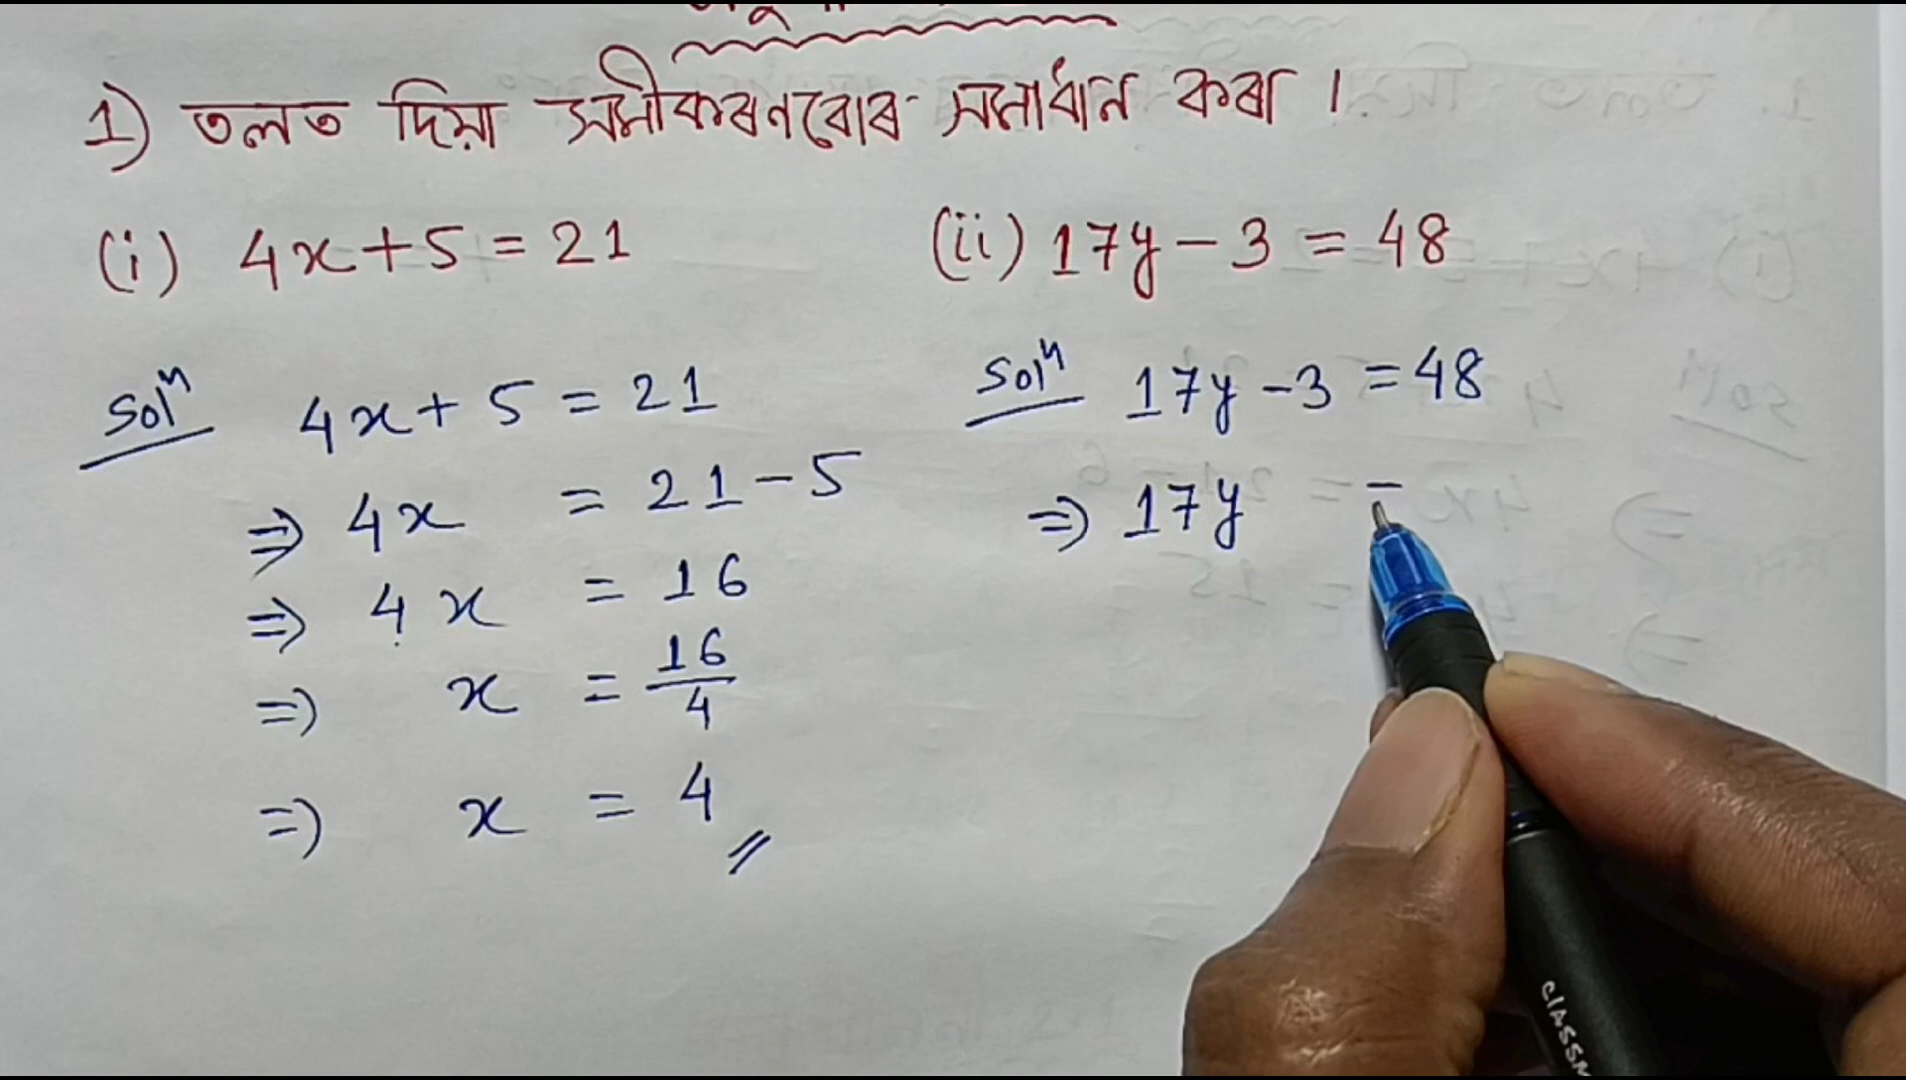 1) তলত দিয়া সমীকৰণবোৰ সমাধান কৰা ।
(i) 4x+5=21
(ii) 17y-3=48
Solⁿ 4x+5=21
⇒ 4x = 21-5
⇒ 4x = 16
⇒ x = 16/4
⇒ x = 4
Solⁿ 17y-3=48
⇒ 17y
CLASSM